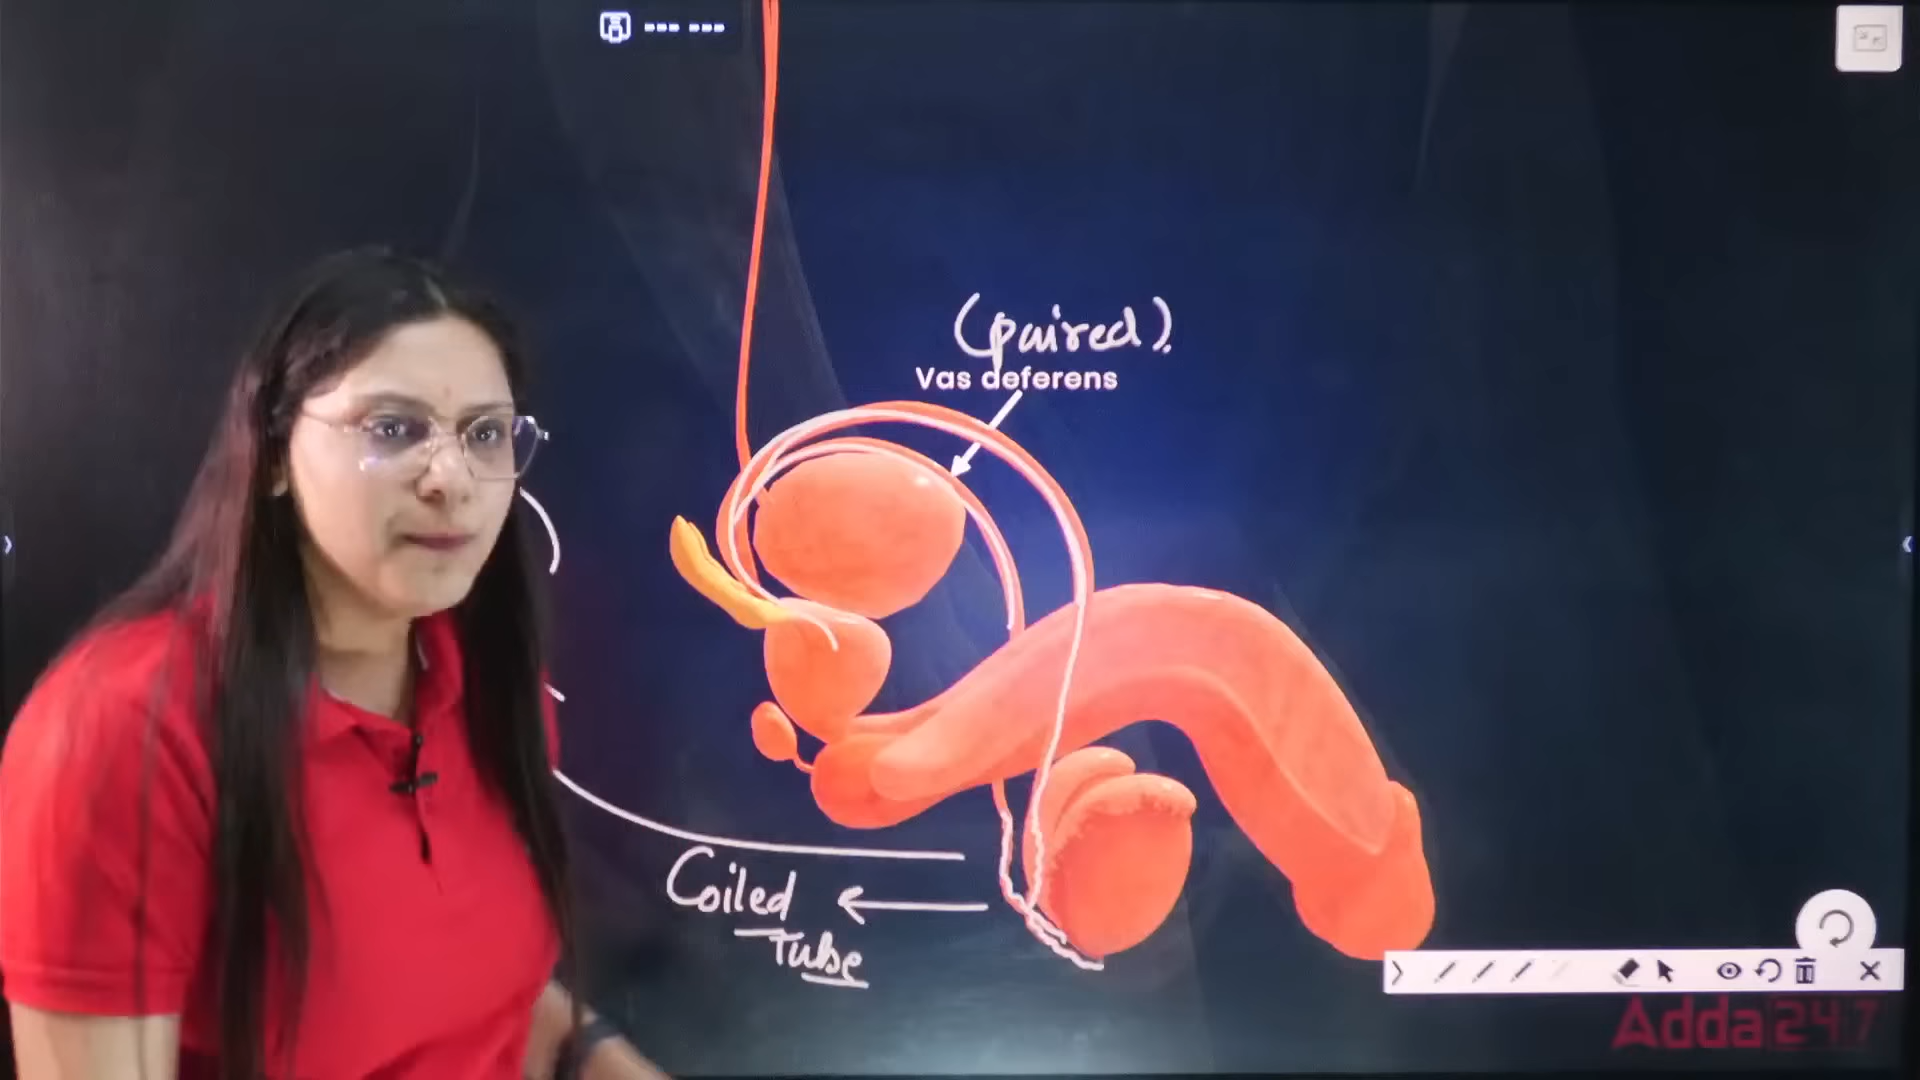 (paired).
Vas deferens
Coiled
Tube
Adda247